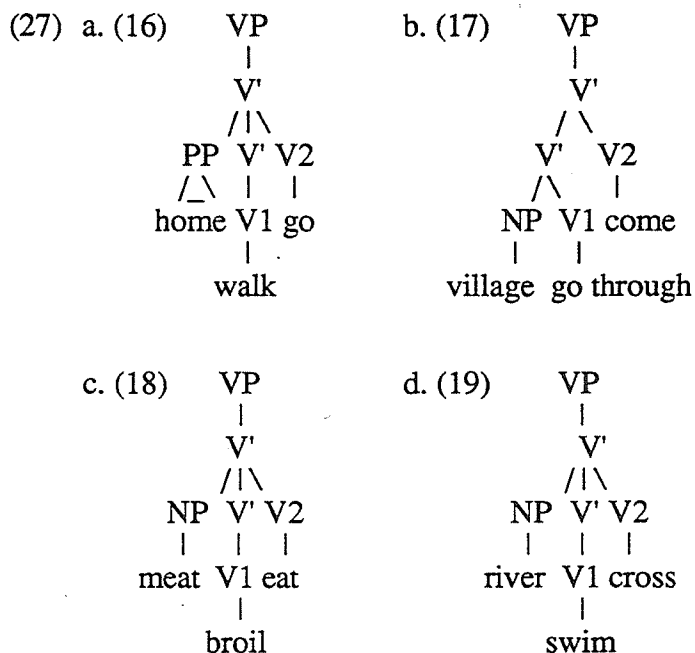 (27) a. (16) VP b. (17) VP
V' V'
PP V' V2 V' V2
home V1 go NP V1 come
walk village go through
c. (18) VP d. (19) VP
V' V'
NP V' V2 NP V' V2
meat V1 eat river V1 cross
broil swim